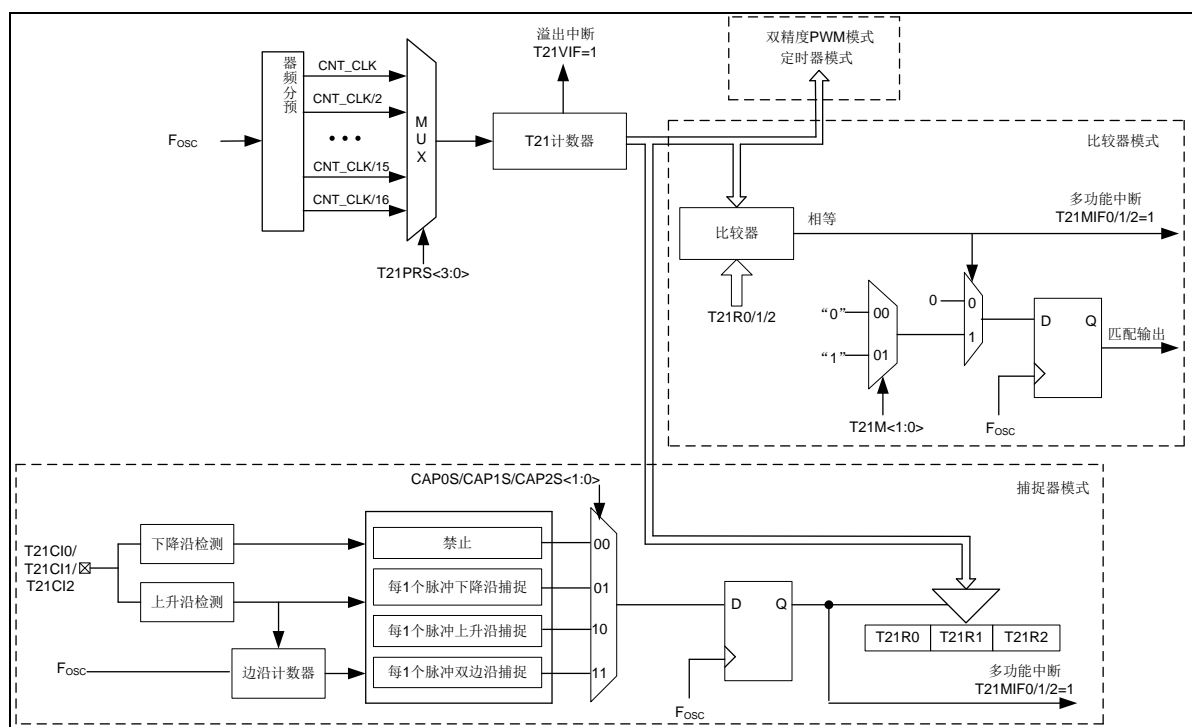 器频分预
F_OSC
CNT_CLK
CNT_CLK/2
CNT_CLK/15
CNT_CLK/16
MUX
T21PRS<3:0>
溢出中断
T21VIF=1
T21计数器
双精度PWM模式
定时器模式
比较器模式
比较器
相等
多功能中断
T21MIF0/1/2=1
T21R0/1/2
“0”
00
“1”
01
T21M<1:0>
0
0
1
D
Q
F_OSC
匹配输出
捕捉器模式
CAP0S/CAP1S/CAP2S<1:0>
T21CI0/
T21CI1/
T21CI2
下降沿检测
上升沿检测
F_OSC
边沿计数器
禁止
每1个脉冲下降沿捕捉
每1个脉冲上升沿捕捉
每1个脉冲双边沿捕捉
00
01
10
11
D
Q
F_OSC
T21R0
T21R1
T21R2
多功能中断
T21MIF0/1/2=1